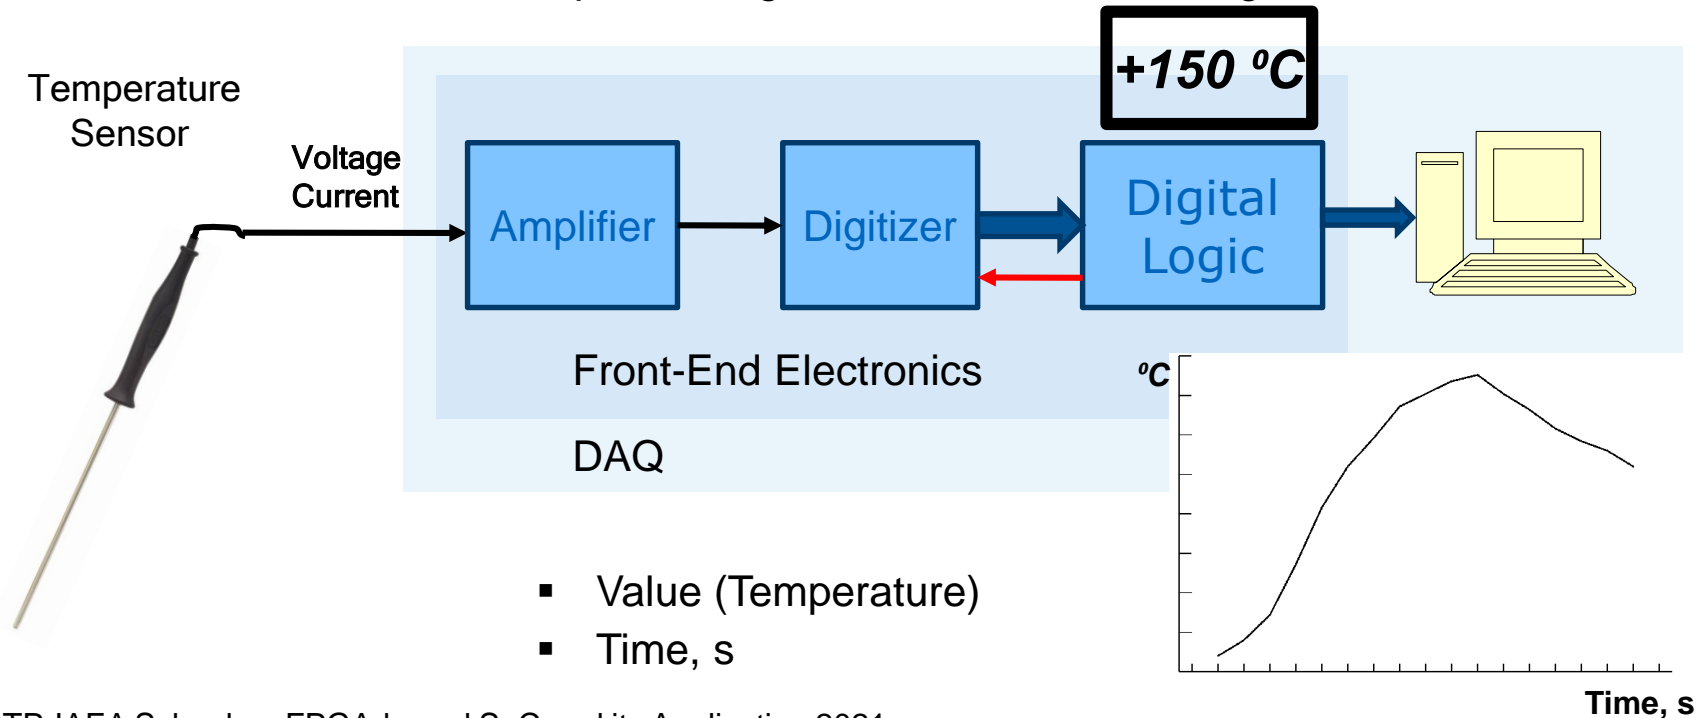 +150 ºC
Temperature
Sensor
Voltage
Current
Amplifier
Digitizer
Digital
Logic
Front-End Electronics
ºC
DAQ
▪ Value (Temperature)
▪ Time, s
Time, s